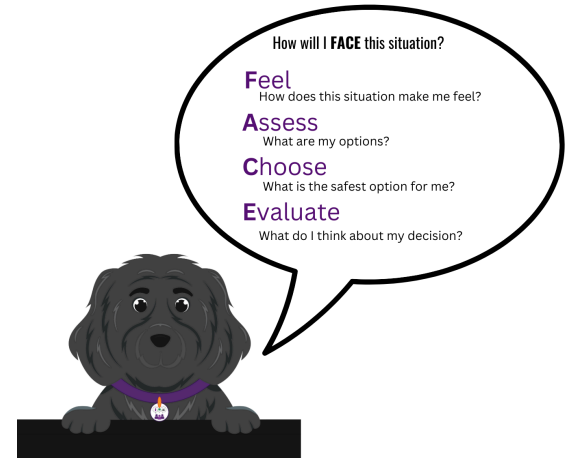 How will I FACE this situation?
Feel
How does this situation make me feel?
Assess
What are my options?
Choose
What is the safest option for me?
Evaluate
What do I think about my decision?